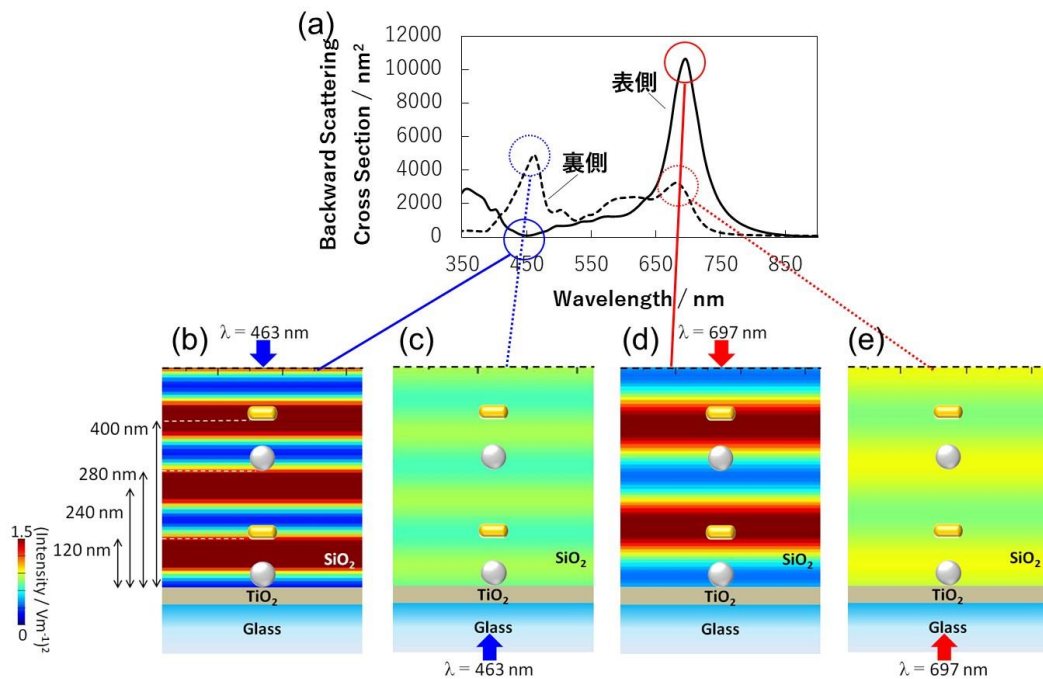 (a)
Backward Scattering
Cross Section / nm²
12000
10000
8000
6000
4000
2000
0
表側
裏側
350 450 550 650 750 850
Wavelength / nm
(b)
λ = 463 nm
(c)
(d)
λ = 697 nm
(e)
400 nm
280 nm
240 nm
120 nm
1.5
0
(Intensity / Vm⁻¹)²
SiO₂
TiO₂
Glass
SiO₂
TiO₂
Glass
λ = 463 nm
SiO₂
TiO₂
Glass
SiO₂
TiO₂
Glass
λ = 697 nm